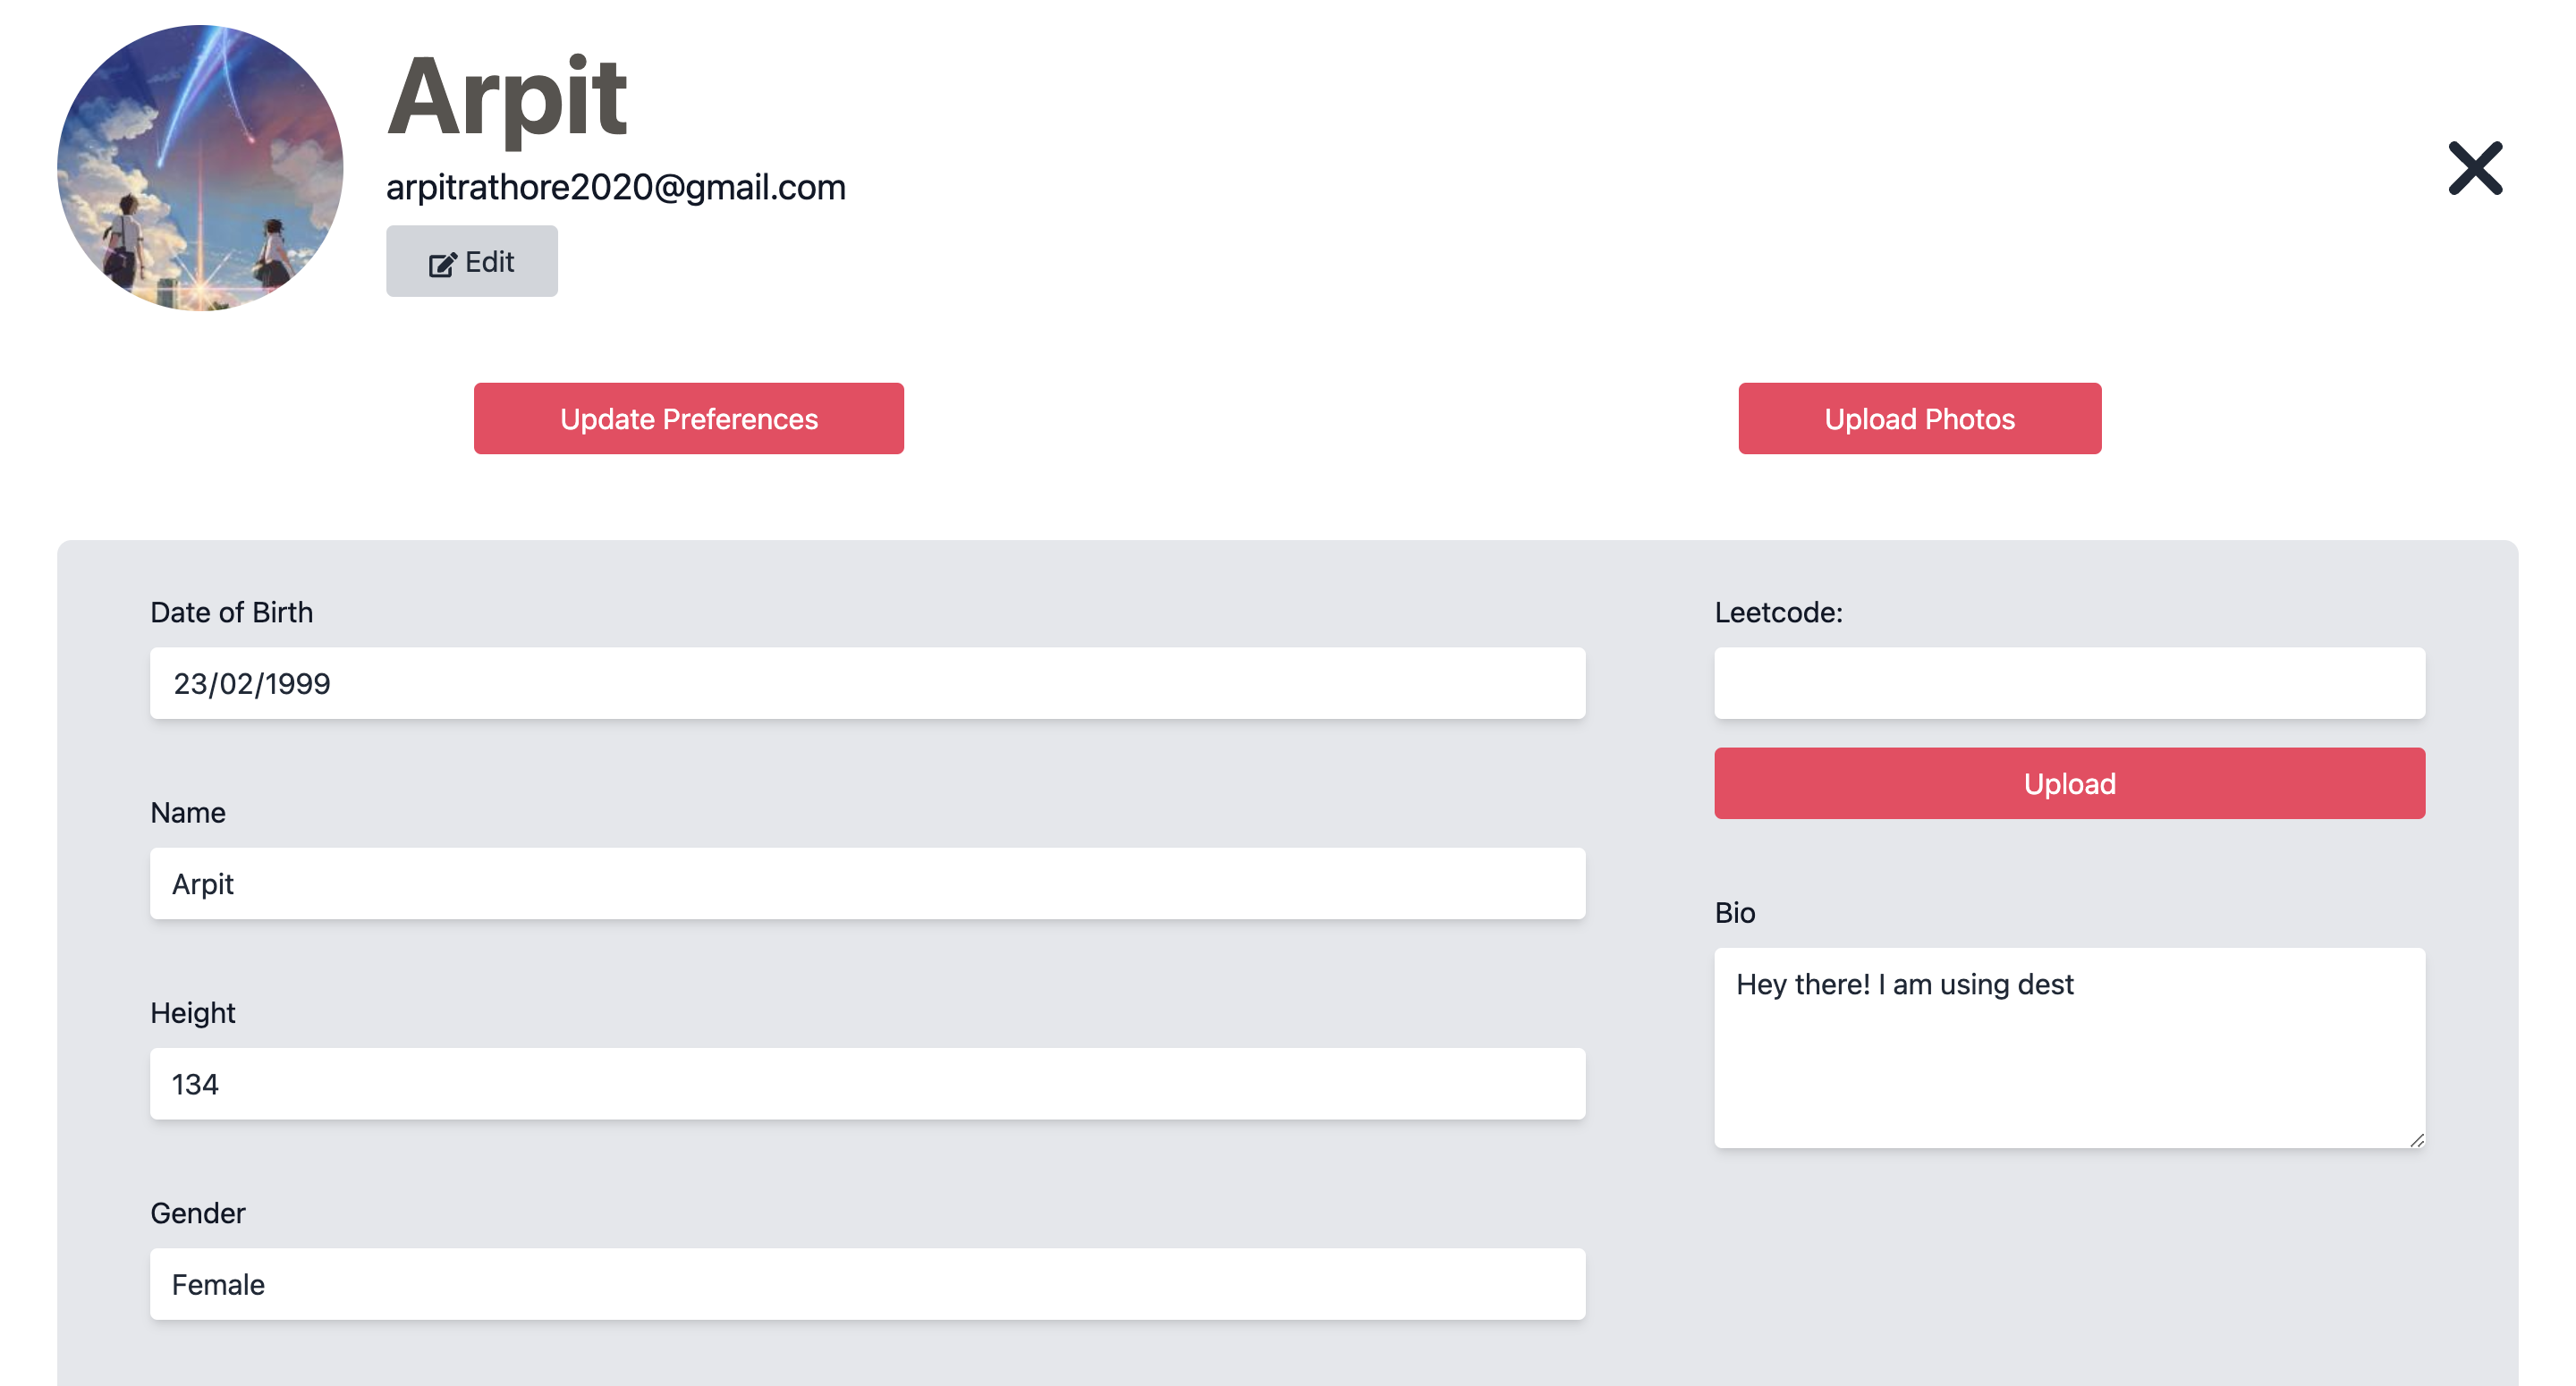 Arpit
arpitrathore2020@gmail.com
Edit
Update Preferences
Upload Photos
Date of Birth
23/02/1999
Name
Arpit
Height
134
Gender
Female
Leetcode:
Upload
Bio
Hey there! I am using dest